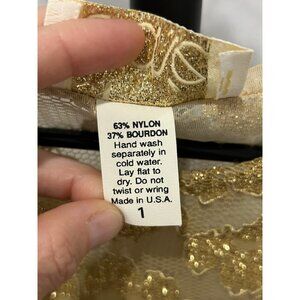 63% NYLON
37% BOURDON
Hand wash
separately in
cold water.
Lay flat to
dry. Do not
twist or wring
Made in U.S.A.
1